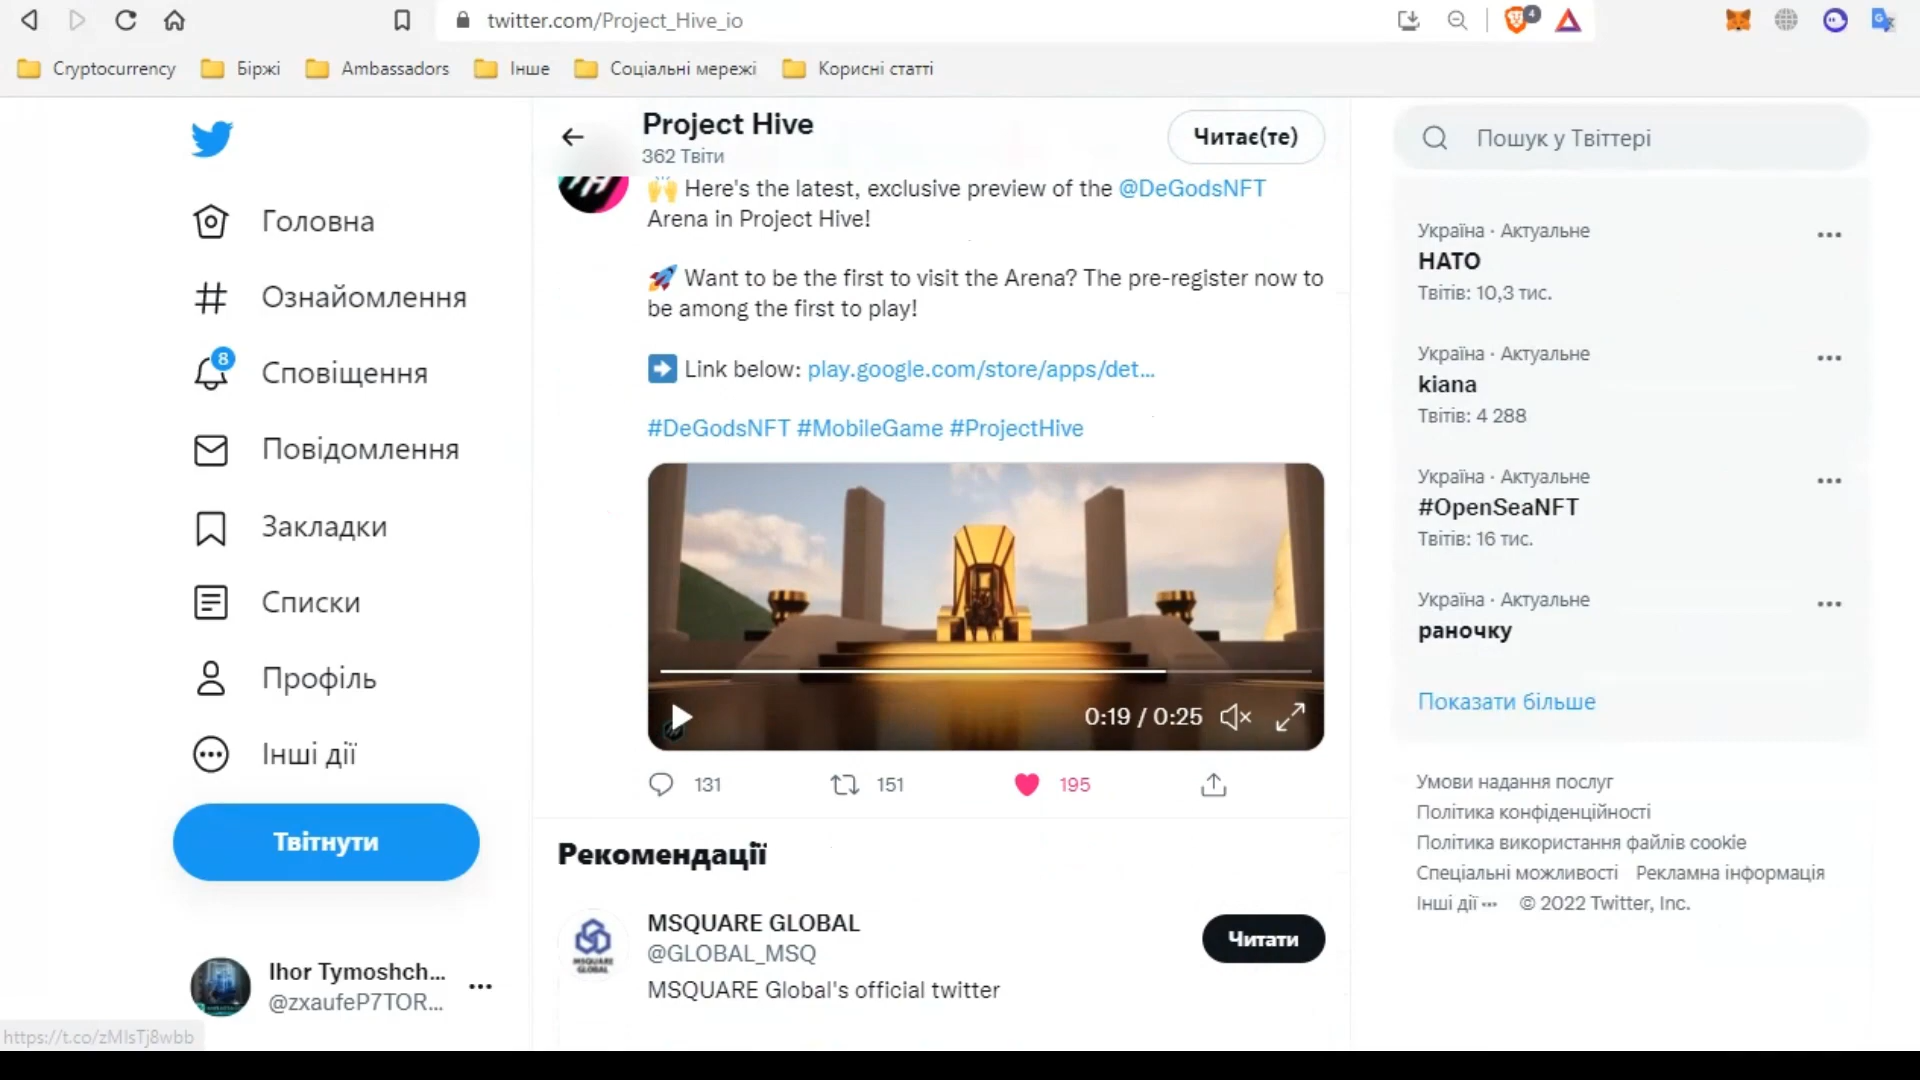 twitter.com/Project_Hive_io
4
Cryptocurrency
Біржі
Ambassadors
Інше
Соціальні мережі
Корисні статті
Головна
Ознайомлення
8
Сповіщення
Повідомлення
Закладки
Списки
Профіль
Інші дії
Твітнути
Ihor Tymoshch...
@zxaufeP7TOR...
https://t.co/zMIsTj8wbb
Project Hive
362 Твіти
Читає(те)
🙌 Here's the latest, exclusive preview of the @DeGodsNFT
Arena in Project Hive!
🚀 Want to be the first to visit the Arena? The pre-register now to
be among the first to play!
➡️ Link below: play.google.com/store/apps/det...
#DeGodsNFT #MobileGame #ProjectHive
0:19 / 0:25
131
151
195
Рекомендації
MSQUARE GLOBAL
MSQUARE GLOBAL
@GLOBAL_MSQ
Читати
MSQUARE Global's official twitter
Пошук у Твіттері
Україна · Актуальне
НАТО
Твітів: 10,3 тис.
Україна · Актуальне
kiana
Твітів: 4 288
Україна · Актуальне
#OpenSeaNFT
Твітів: 16 тис.
Україна · Актуальне
раночку
Показати більше
Умови надання послуг
Політика конфіденційності
Політика використання файлів cookie
Спеціальні можливості Рекламна інформація
Інші дії ··· © 2022 Twitter, Inc.